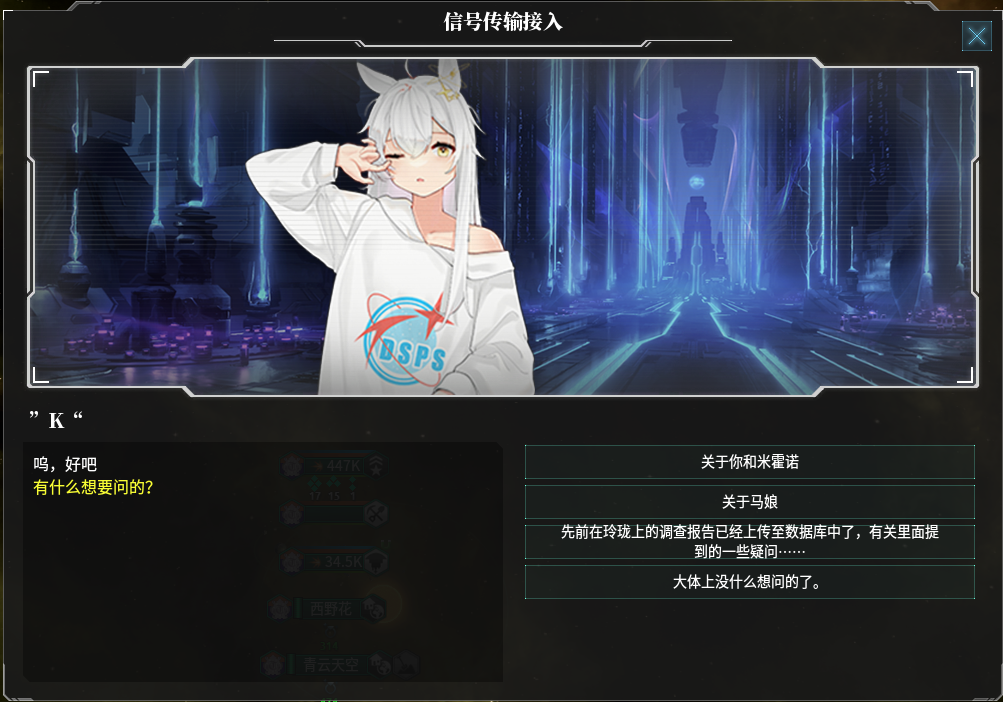 信号传输接入
BSPS
”K“
呜，好吧
有什么想要问的?
447K
17 15
34.5K
西野花
青云天空
关于你和米霍诺
关于马娘
先前在玲珑上的调查报告已经上传至数据库中了，有关里面提
到的一些疑问……
大体上没什么想问的了。